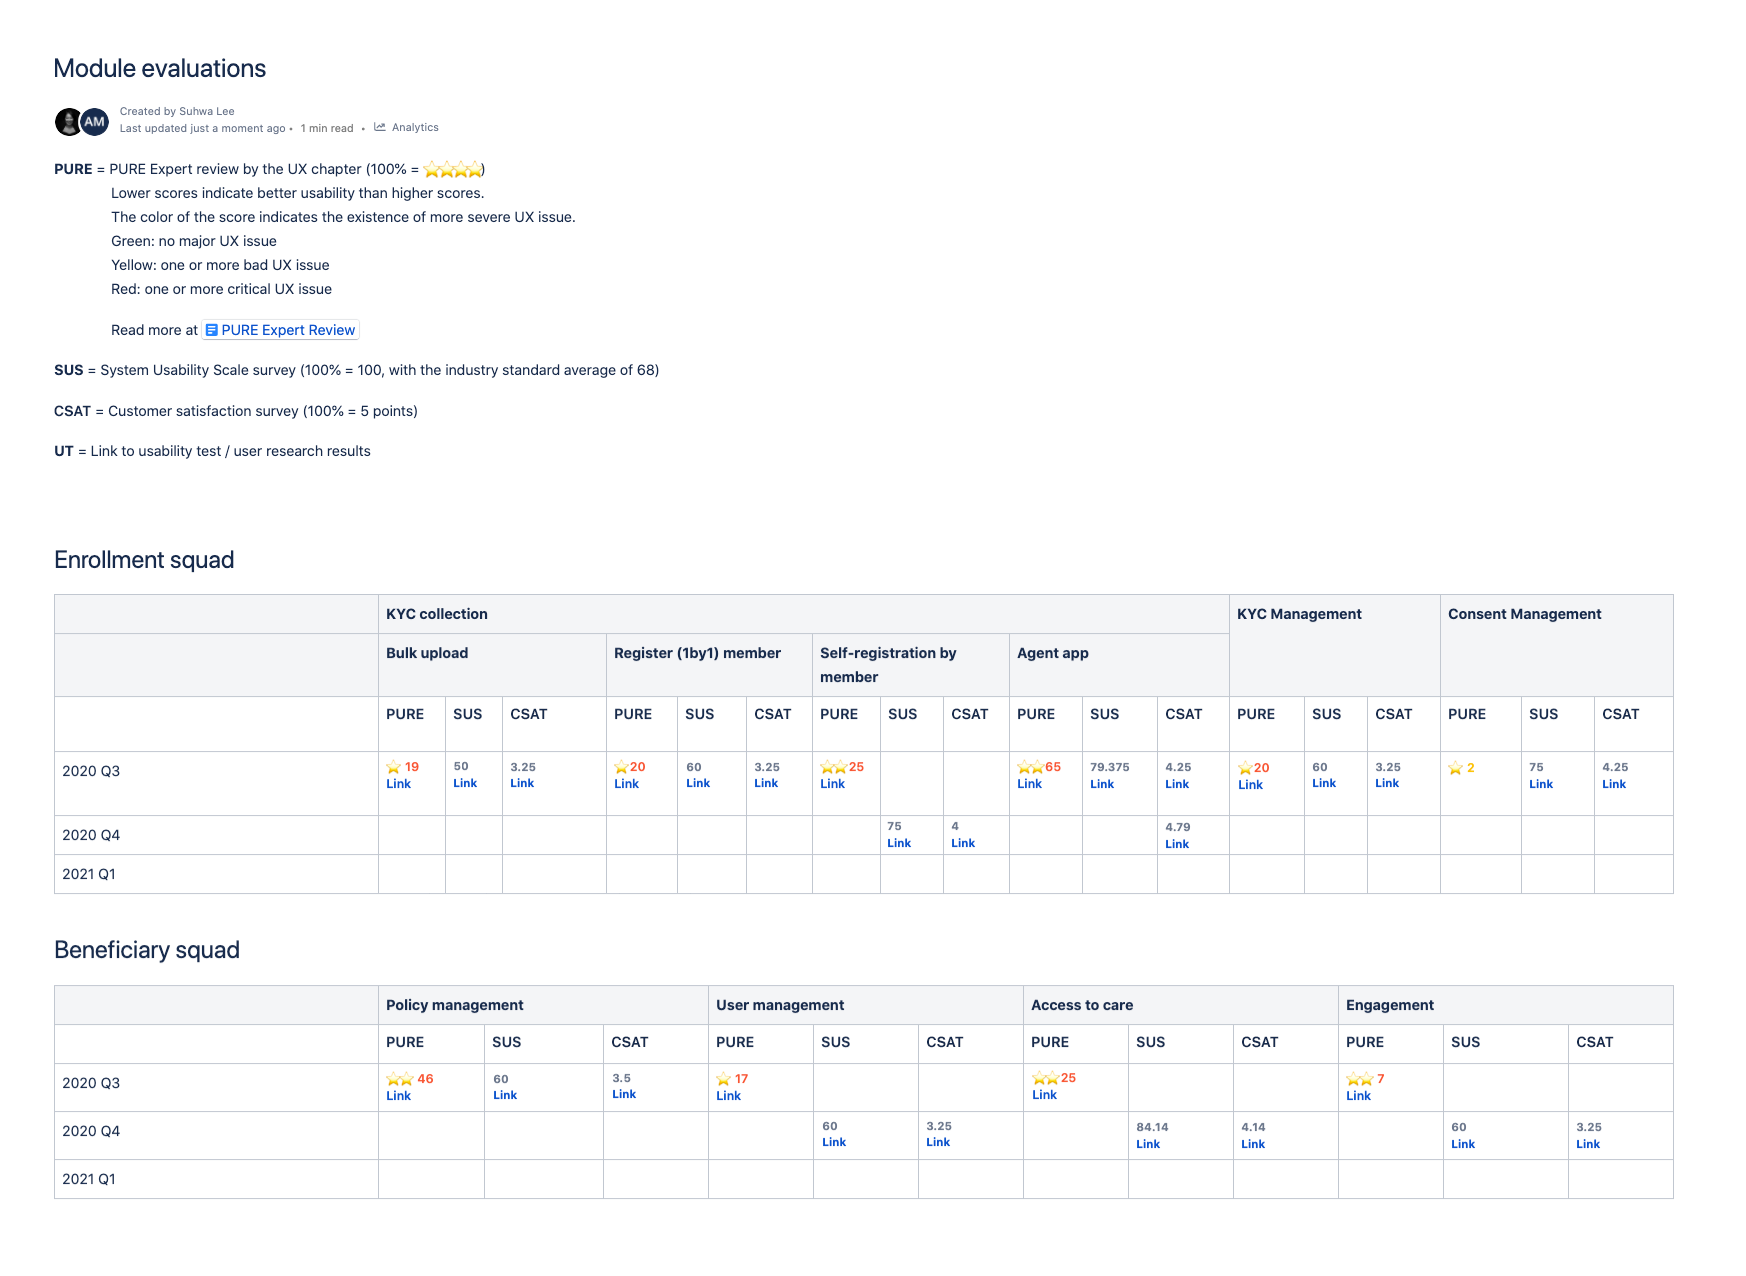 Module evaluations
AM
Created by Suhwa Lee
Last updated just a moment ago • 1 min read • Analytics
PURE = PURE Expert review by the UX chapter (100% = ⭐⭐⭐⭐)
Lower scores indicate better usability than higher scores.
The color of the score indicates the existence of more severe UX issue.
Green: no major UX issue
Yellow: one or more bad UX issue
Red: one or more critical UX issue
Read more at PURE Expert Review
SUS = System Usability Scale survey (100% = 100, with the industry standard average of 68)
CSAT = Customer satisfaction survey (100% = 5 points)
UT = Link to usability test / user research results
Enrollment squad
KYC collection KYC Management Consent Management
Bulk upload Register (1by1) member Self-registration by Agent app
member
PURE SUS CSAT PURE SUS CSAT PURE SUS CSAT PURE SUS CSAT PURE SUS CSAT PURE SUS CSAT
2020 Q3 ⭐ 19 50 3.25 ⭐20 60 3.25 ⭐⭐25 ⭐⭐65 79.375 4.25 ⭐20 60 3.25 ⭐ 2 75 4.25
Link Link Link Link Link Link Link Link Link Link Link Link Link Link Link
2020 Q4 75 4 4.79
Link Link Link
2021 Q1
Beneficiary squad
Policy management User management Access to care Engagement
PURE SUS CSAT PURE SUS CSAT PURE SUS CSAT PURE SUS CSAT
2020 Q3 ⭐⭐ 46 60 3.5 ⭐ 17 ⭐⭐25 ⭐⭐ 7
Link Link Link Link Link Link
2020 Q4 60 3.25 84.14 4.14 60 3.25
Link Link Link Link Link Link
2021 Q1